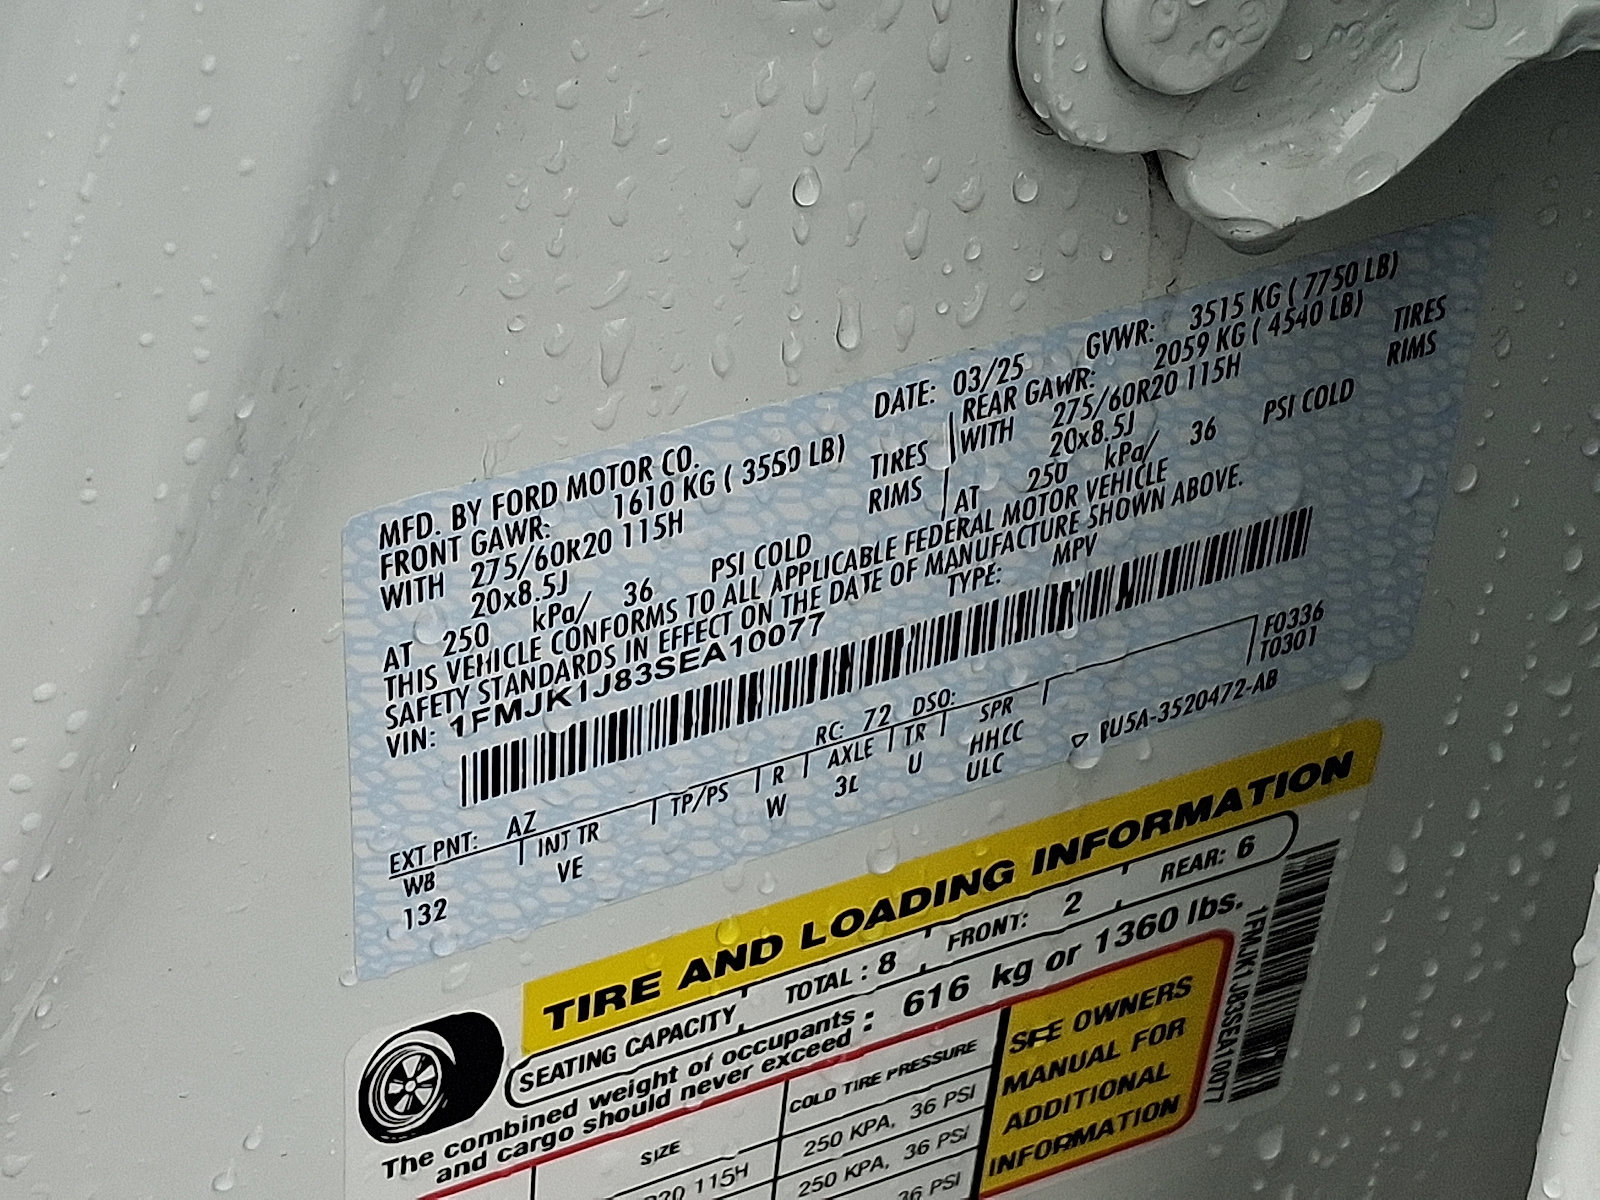 MFD. BY FORD MOTOR CO.
DATE: 03/25 GVWR: 3515 KG ( 7750 LB)
FRONT GAWR: 1610 KG ( 3550 LB) REAR GAWR: 2059 KG ( 4540 LB)
WITH 275/60R20 115H TIRES WITH 275/60R20 115H TIRES
20x8.5J RIMS 20x8.5J RIMS
AT 250 kPa/ 36 PSI COLD AT 250 kPa/ 36 PSI COLD
THIS VEHICLE CONFORMS TO ALL APPLICABLE FEDERAL MOTOR VEHICLE
SAFETY STANDARDS IN EFFECT ON THE DATE OF MANUFACTURE SHOWN ABOVE.
VIN: 1FMJK1J83SEA10077 TYPE: MPV
F0336
T0301
EXT PNT: AZ RC: 72 DSO:
WB INT TR TP/PS R AXLE TR SPR
132 VE W 3L U HHCC
ULC
PU5A-3520472-AB
TIRE AND LOADING INFORMATION
SEATING CAPACITY TOTAL : 8 FRONT: 2 REAR: 6
The combined weight of occupants and cargo should never exceed : 616 kg or 1360 lbs.
SIZE COLD TIRE PRESSURE
R20 115H 250 KPA, 36 PSI
250 KPA, 36 PSI
36 PSI
SEE OWNERS
MANUAL FOR
ADDITIONAL
INFORMATION
1FMJK1J83SEA10077